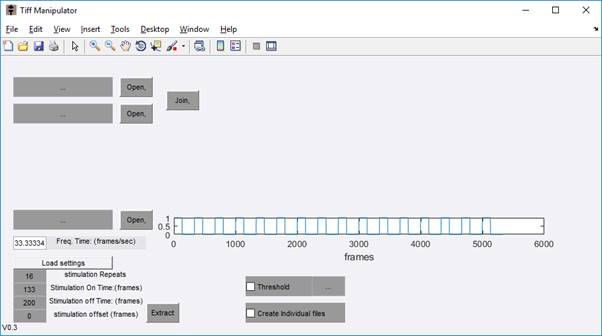 Tiff Manipulator
File Edit View Insert Tools Desktop Window Help
... Open,
Join,
... Open,
... Open,
1
0.5
0
0 1000 2000 3000 4000 5000 6000
frames
33.33334 Freq. Time: (frames/sec)
Load settings
16 stimulation Repeats
133 Stimulation On Time:(frames)
200 Stimulation off Time: (frames)
0 stimulation offset (frames)
Extract
Threshold ...
Create Individual files
V0.3